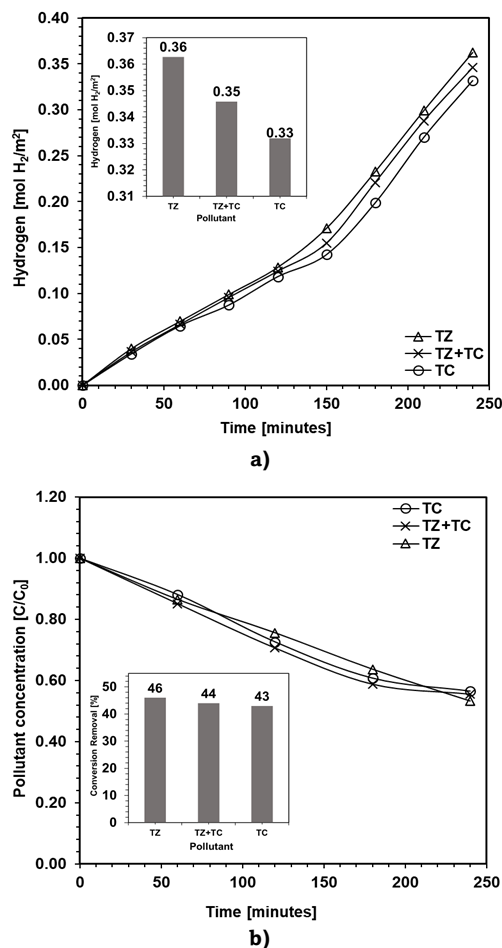 0.40
0.35
0.30
0.25
0.20
0.15
0.10
0.05
0.00
Hydrogen [mol H₂/m²]
0 50 100 150 200 250
Time [minutes]
0.37
0.36
0.35
0.34
0.33
0.32
0.31
Hydrogen [mol H₂/m²]
0.36
0.35
0.33
TZ TZ+TC TC
Pollutant
TZ
TZ+TC
TC
a)
1.20
1.00
0.80
0.60
0.40
0.20
0.00
Pollutant concentration [C/C₀]
TC
TZ+TC
TZ
50
40
30
20
10
0
Conversion Removal [%]
46 44 43
TZ TZ+TC TC
Pollutant
0 50 100 150 200 250
Time [minutes]
b)